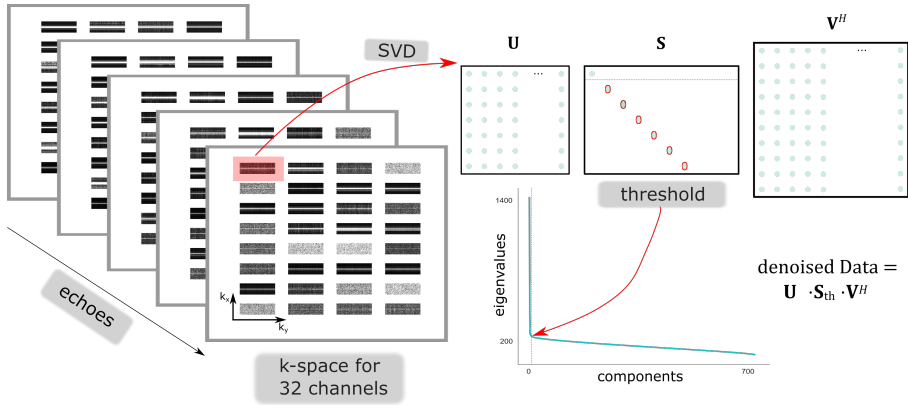 SVD
U
S
V^H
...
...
threshold
1400
eigenvalues
200
0
700
components
denoised Data =
U ·S_th ·V^H
echoes
k_x
k_y
k-space for
32 channels